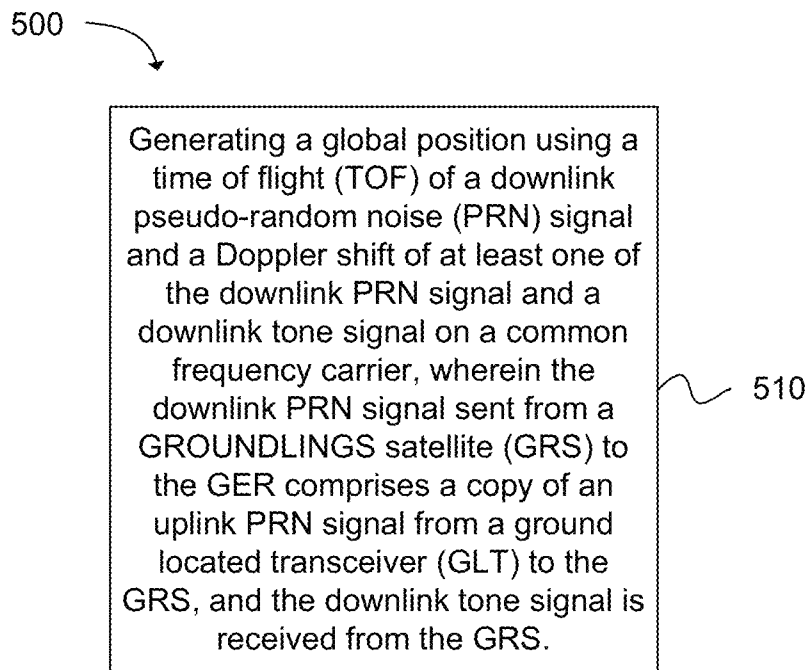 500
Generating a global position using a
time of flight (TOF) of a downlink
pseudo-random noise (PRN) signal
and a Doppler shift of at least one of
the downlink PRN signal and a
downlink tone signal on a common
frequency carrier, wherein the
downlink PRN signal sent from a
GROUNDLINGS satellite (GRS) to
the GER comprises a copy of an
uplink PRN signal from a ground
located transceiver (GLT) to the
GRS, and the downlink tone signal is
received from the GRS.
510